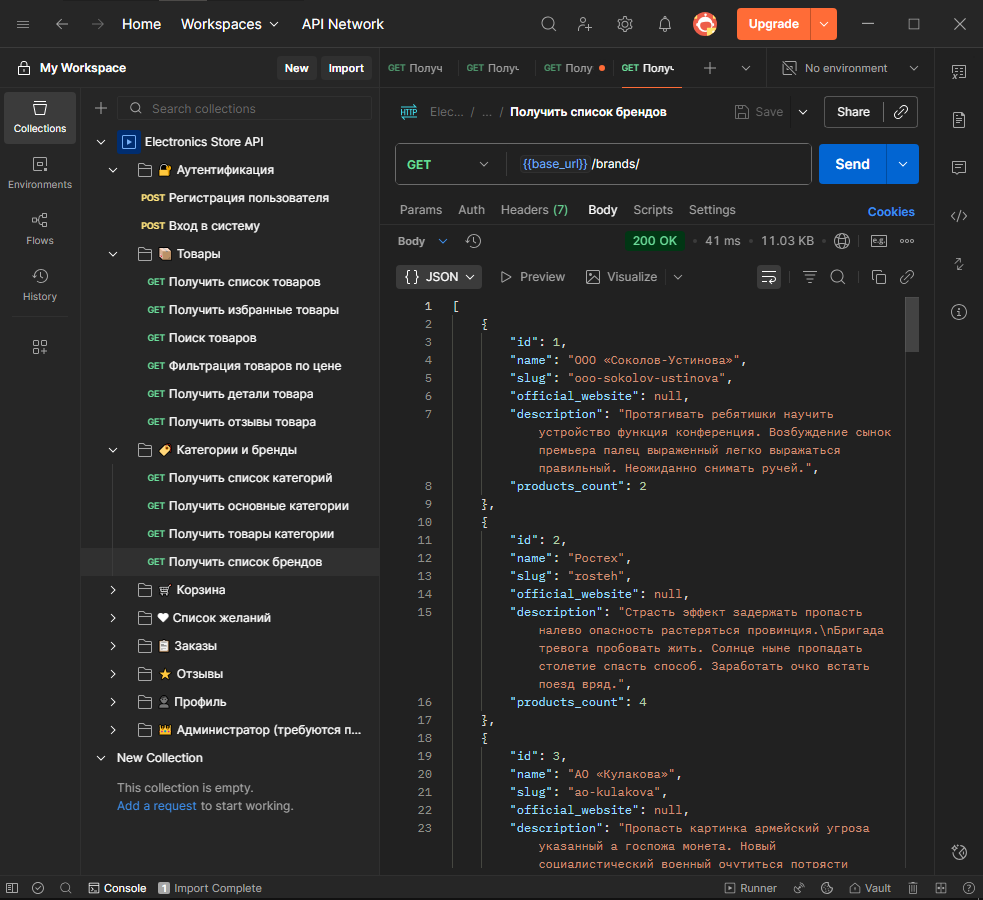 Home
Workspaces
API Network
Upgrade
My Workspace
New
Import
GET Получ
GET Получ
GET Полу
GET Получ
No environment
Collections
Environments
Flows
History
Search collections
Electronics Store API
Аутентификация
POST Регистрация пользователя
POST Вход в систему
Товары
GET Получить список товаров
GET Получить избранные товары
GET Поиск товаров
GET Фильтрация товаров по цене
GET Получить детали товара
GET Получить отзывы товара
Категории и бренды
GET Получить список категорий
GET Получить основные категории
GET Получить товары категории
GET Получить список брендов
Корзина
Список желаний
Заказы
Отзывы
Профиль
Администратор (требуются п...
New Collection
This collection is empty.
Add a request to start working.
HTTP Elec... / ... / Получить список брендов
Save
Share
GET
{{base_url}} /brands/
Send
Params Auth Headers (7) Body Scripts Settings
Cookies
Body
200 OK • 41 ms • 11.03 KB
e.g.
{} JSON
Preview
Visualize
1 [
2 {
3 "id": 1,
4 "name": "ООО «Соколов-Устинова»",
5 "slug": "ooo-sokolov-ustinova",
6 "official_website": null,
7 "description": "Протягивать ребятишки научить
устройство функция конференция. Возбуждение сынок
премьера палец выраженный легко выражаться
правильный. Неожиданно снимать ручей.",
8 "products_count": 2
9 },
10 {
11 "id": 2,
12 "name": "Ростех",
13 "slug": "rosteh",
14 "official_website": null,
15 "description": "Страсть эффект задержать пропасть
налево опасность растеряться провинция.\nБригада
тревога пробовать жить. Солнце ныне пропадать
столетие спасть способ. Заработать очко встать
поезд вряд.",
16 "products_count": 4
17 },
18 {
19 "id": 3,
20 "name": "АО «Кулакова»",
21 "slug": "ao-kulakova",
22 "official_website": null,
23 "description": "Пропасть картинка армейский угроза
указанный а госпожа монета. Новый
социалистический военный очутиться потрясти
Console
1 Import Complete
Runner
Vault